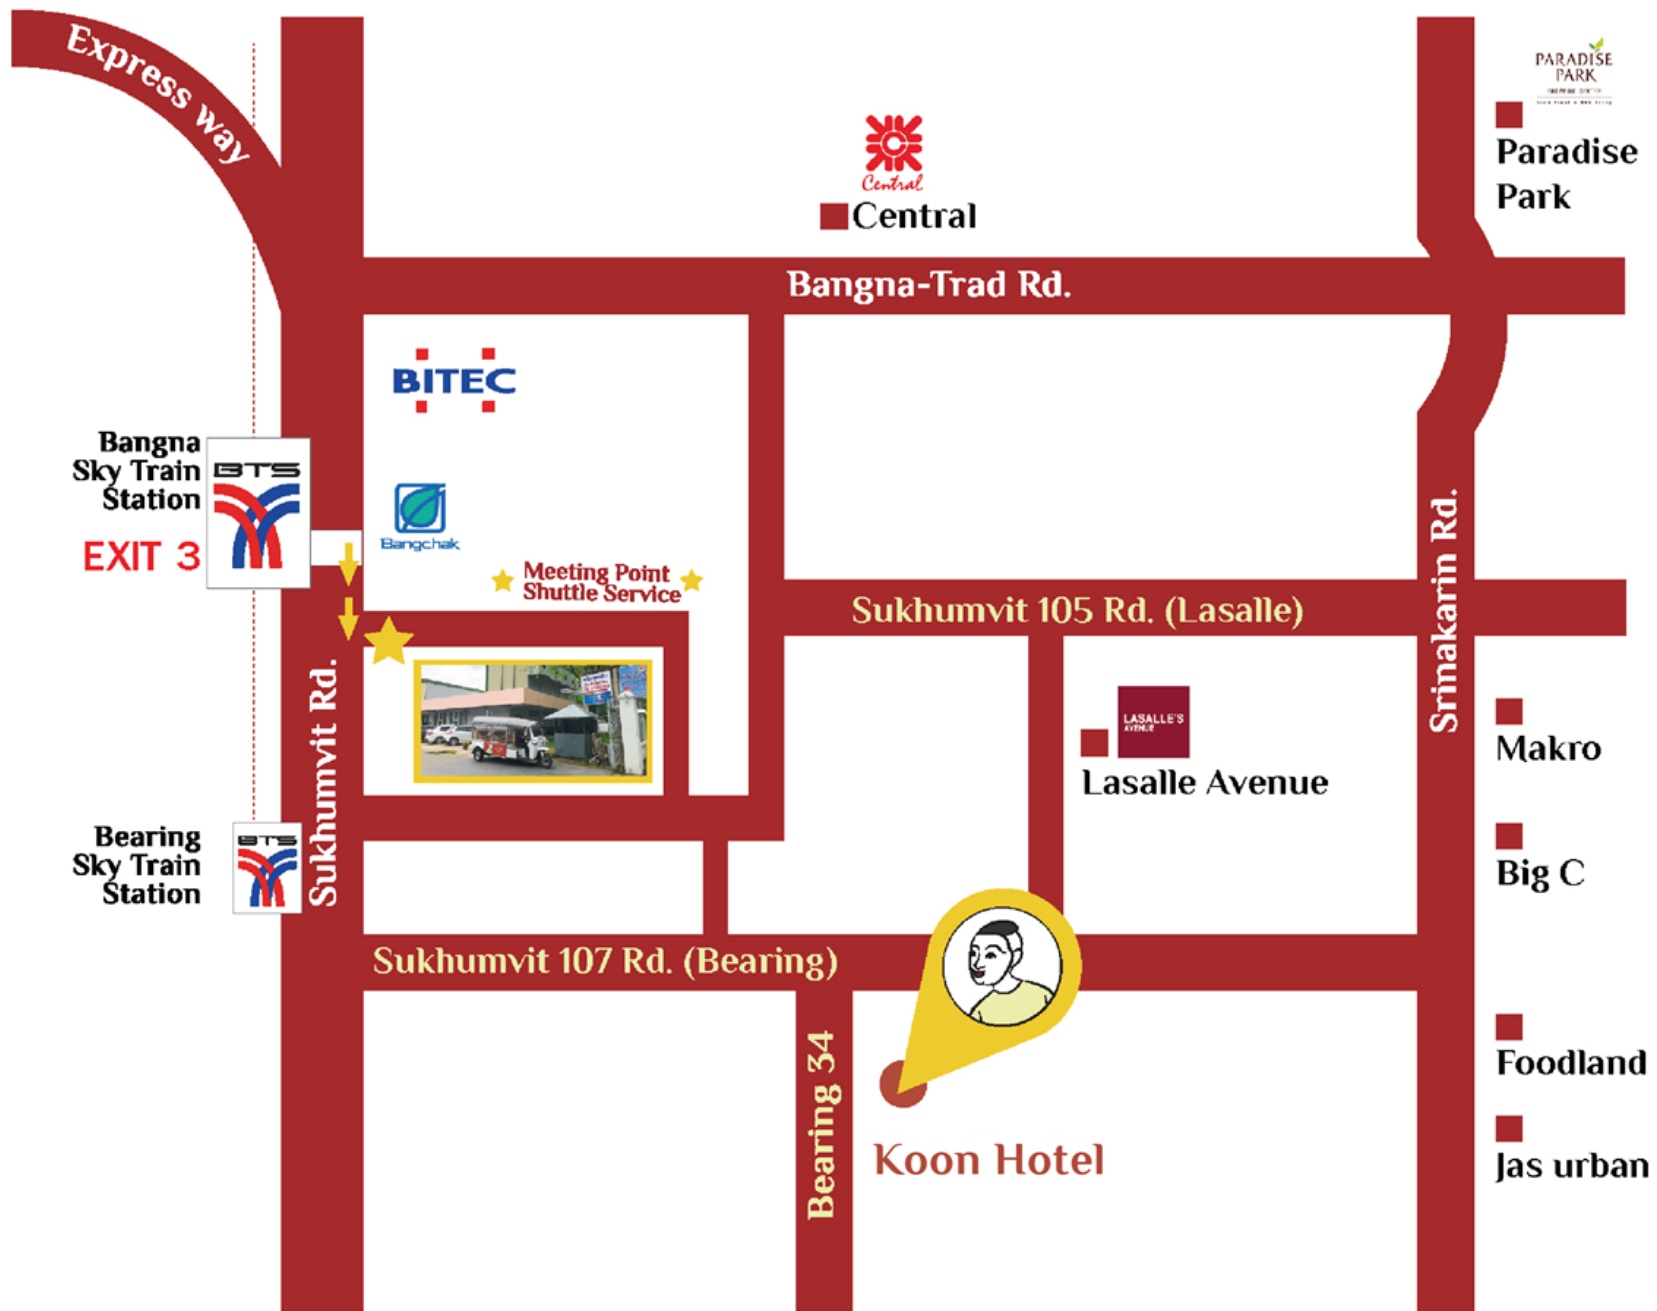 Express way
PARADISE
PARK
Paradise
Park
Central
Central
Bangna-Trad Rd.
BITEC
Bangna
Sky Train
Station
EXIT 3
BTS
Bangchak
Meeting Point
Shuttle Service
Sukhumvit 105 Rd. (Lasalle)
Srinakarin Rd.
Sukhumvit Rd.
LASALLE'S
AVENUE
Lasalle Avenue
Makro
Bearing
Sky Train
Station
BTS
Big C
Sukhumvit 107 Rd. (Bearing)
Bearing 34
Koon Hotel
Foodland
Jas urban